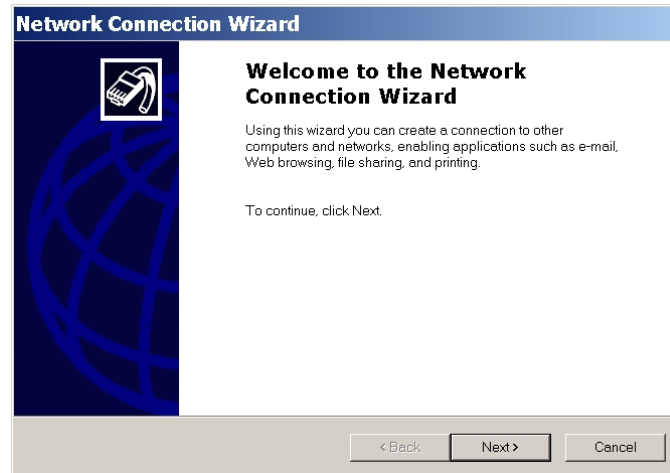 Network Connection Wizard
Welcome to the Network
Connection Wizard
Using this wizard you can create a connection to other
computers and networks, enabling applications such as e-mail,
Web browsing, file sharing, and printing.
To continue, click Next.
< Back Next > Cancel